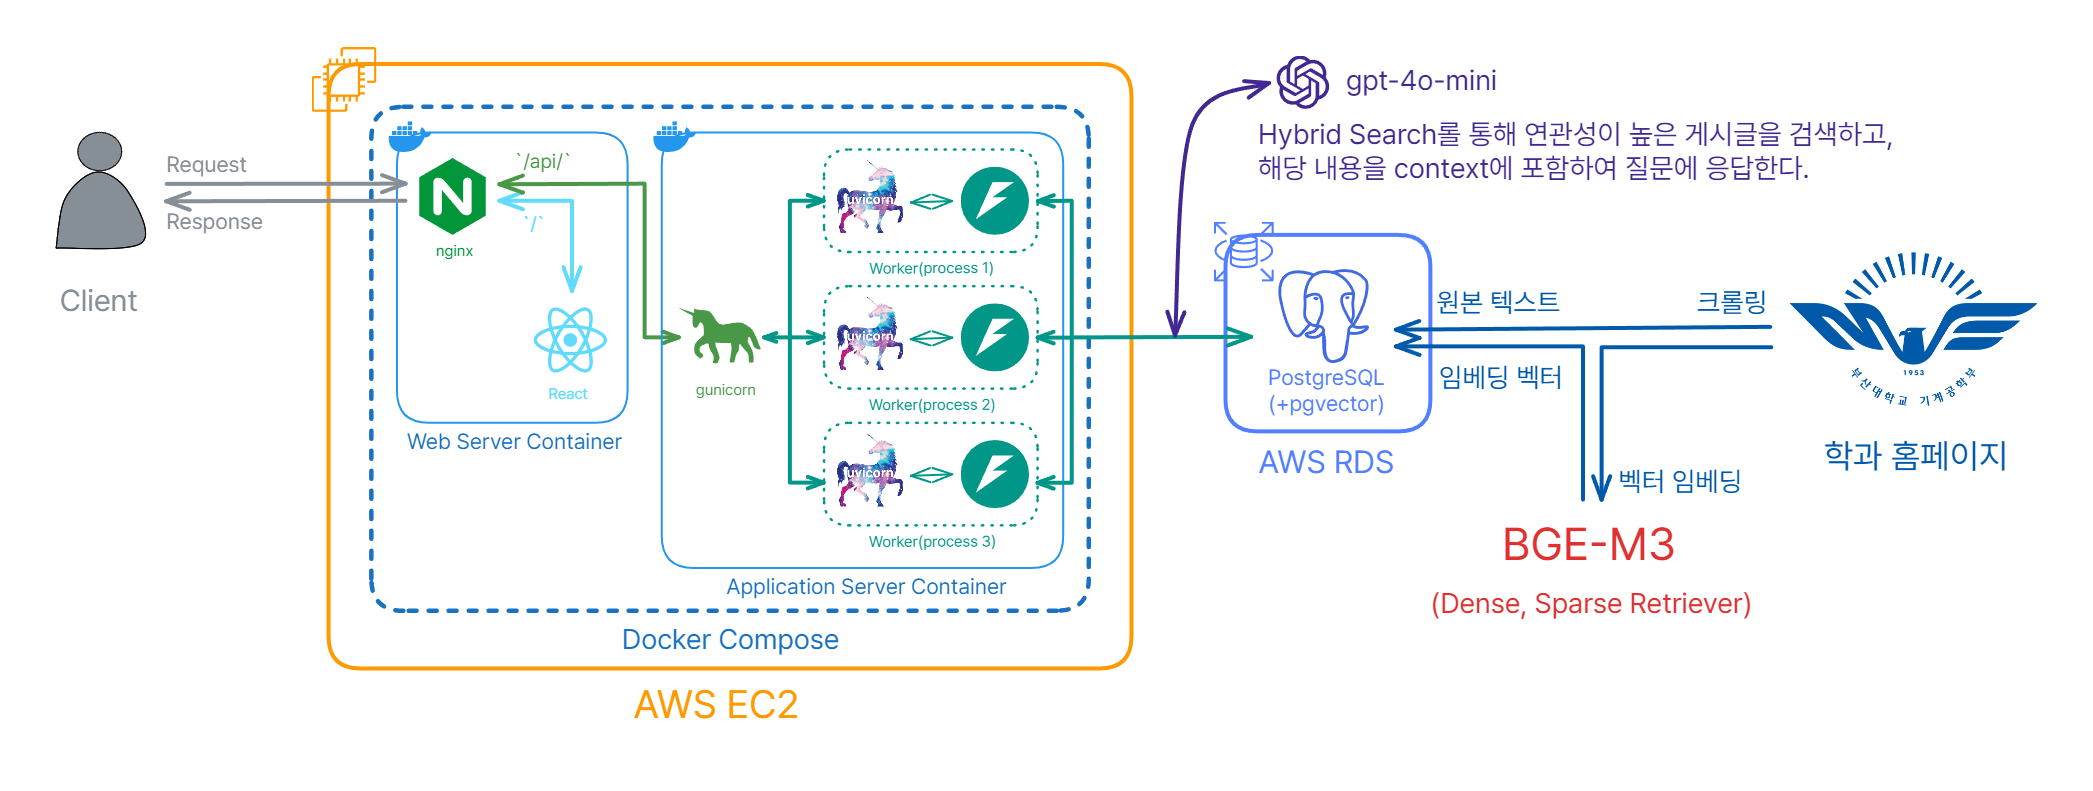 Client
Request
Response
nginx
`/api/`
`/`
React
Web Server Container
gunicorn
uvicorn
Worker(process 1)
uvicorn
Worker(process 2)
uvicorn
Worker(process 3)
Application Server Container
Docker Compose
AWS EC2
gpt-4o-mini
Hybrid Search를 통해 연관성이 높은 게시글을 검색하고,
해당 내용을 context에 포함하여 질문에 응답한다.
PostgreSQL
(+pgvector)
AWS RDS
원본 텍스트
크롤링
임베딩 벡터
벡터 임베딩
BGE-M3
(Dense, Sparse Retriever)
1953
부산대학교 기계공학부
학과 홈페이지